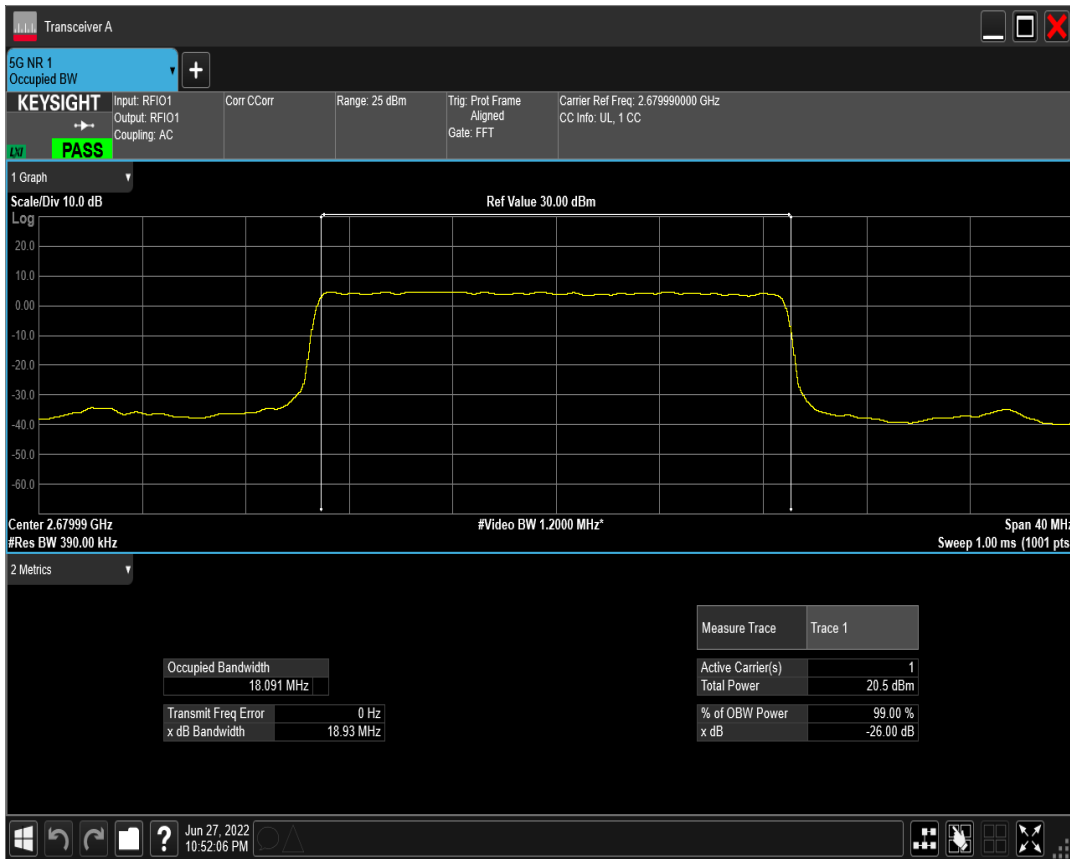 Transceiver A
5G NR 1
Occupied BW
+
KEYSIGHT
LXI
PASS
Input: RFIO1
Output: RFIO1
Coupling: AC
Corr CCorr
Range: 25 dBm
Trig: Prot Frame
Aligned
Gate: FFT
Carrier Ref Freq: 2.679990000 GHz
CC Info: UL, 1 CC
1 Graph
Scale/Div 10.0 dB
Ref Value 30.00 dBm
Log
20.0
10.0
0.00
-10.0
-20.0
-30.0
-40.0
-50.0
-60.0
Center 2.67999 GHz
#Video BW 1.2000 MHz*
Span 40 MHz
#Res BW 390.00 kHz
Sweep 1.00 ms (1001 pts
2 Metrics
Measure Trace Trace 1
Occupied Bandwidth
18.091 MHz
Transmit Freq Error 0 Hz
x dB Bandwidth 18.93 MHz
Active Carrier(s) 1
Total Power 20.5 dBm
% of OBW Power 99.00 %
x dB -26.00 dB
?
Jun 27, 2022
10:52:06 PM